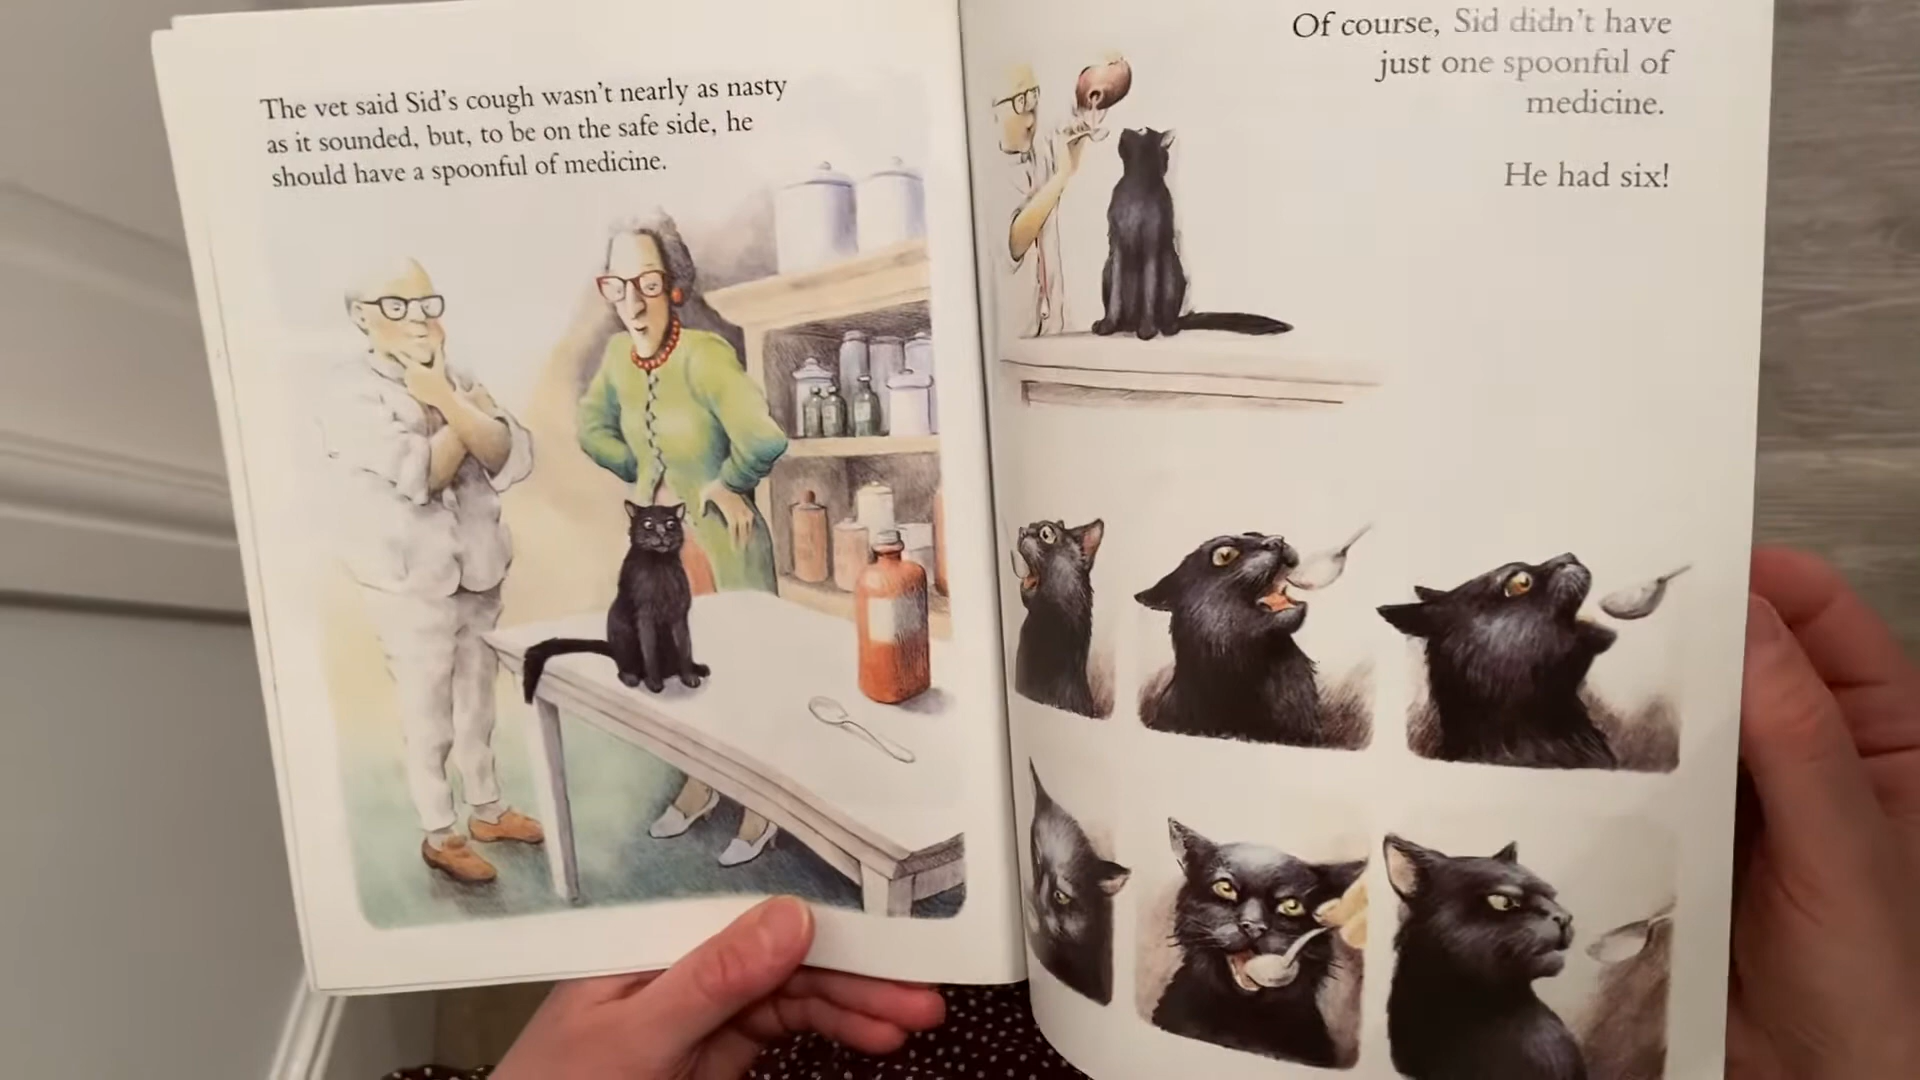 The vet said Sid's cough wasn't nearly as nasty
as it sounded, but, to be on the safe side, he
should have a spoonful of medicine.
Of course, Sid didn't have
just one spoonful of
medicine.
He had six!